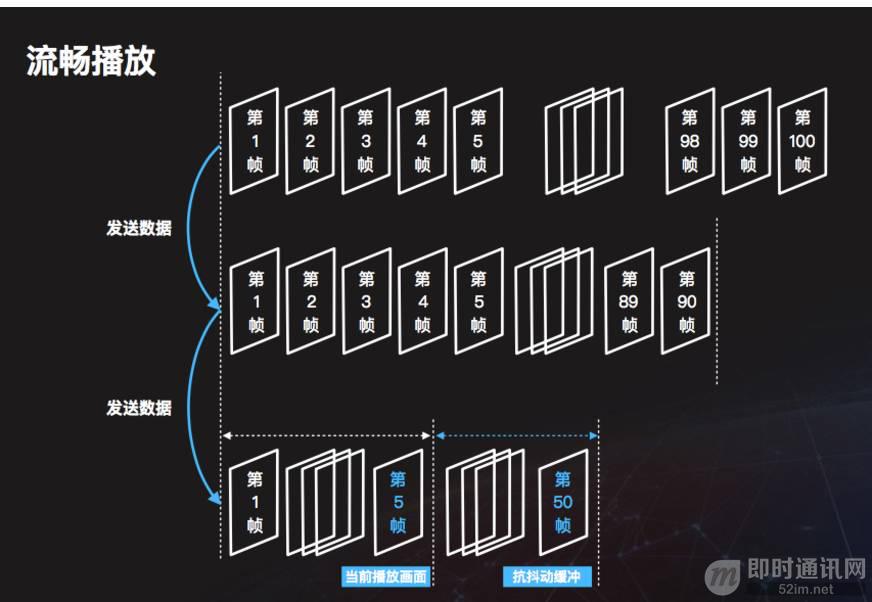 流畅播放
第 第 第 第 第 第 第 第
1 2 3 4 5 98 99 100
帧 帧 帧 帧 帧 帧 帧 帧
发送数据
第 第 第 第 第 第 第
1 2 3 4 5 89 90
帧 帧 帧 帧 帧 帧 帧
发送数据
第 第 第
1 5 50
帧 帧 帧
当前播放画面 抗抖动缓冲
即时通讯网
52im.net